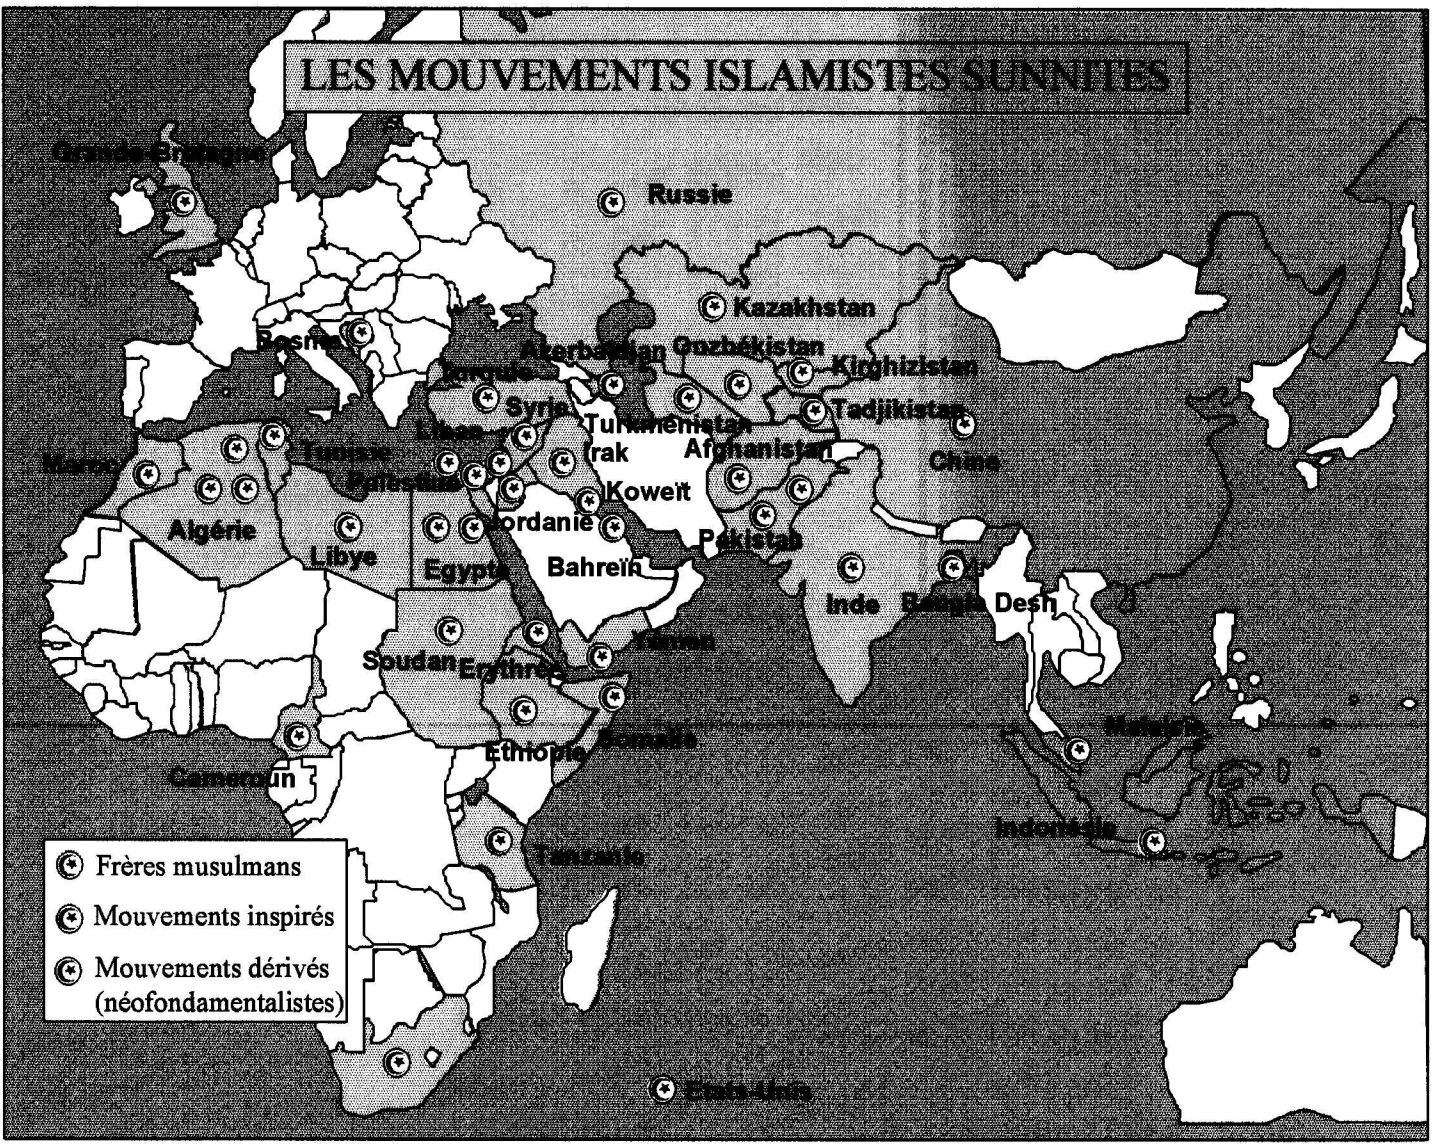 LES MOUVEMENTS ISLAMISTES SUNNITES
Grande-Bretagne
Russie
Kazakhstan
Bosnie
Azerbaïdjan
Ouzbékistan
Kirghizistan
Turquie
Syrie
Turkménistan
Tadjikistan
Liban
Tunisie
Irak
Afghanistan
Maroc
Chine
Palestine
Koweït
Algérie
Jordanie
Pakistan
Libye
Egypte
Bahreïn
Inde
Bangla Desh
Yémen
Soudan
Erythrée
Malaisie
Ethiopie
Somalie
Cameroun
Indonésie
Tanzanie
Frères musulmans
Mouvements inspirés
Mouvements dérivés
(néofondamentalistes)
Etats-Unis